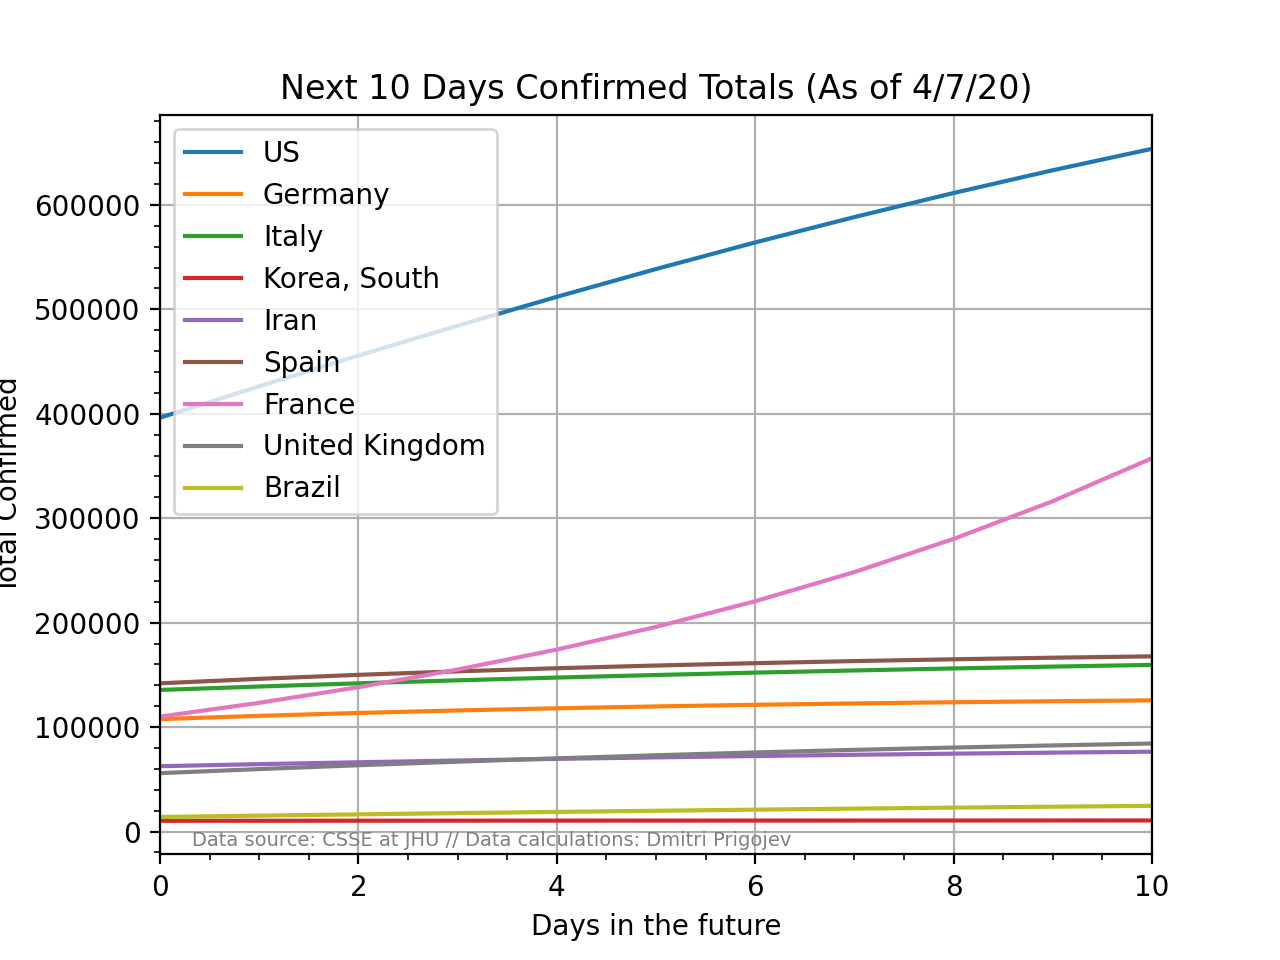 Next 10 Days Confirmed Totals (As of 4/7/20)
US
Germany
Italy
Korea, South
Iran
Spain
France
United Kingdom
Brazil
600000
500000
400000
300000
200000
100000
0
Total Confirmed
Data source: CSSE at JHU // Data calculations: Dmitri Prigojev
0 2 4 6 8 10
Days in the future